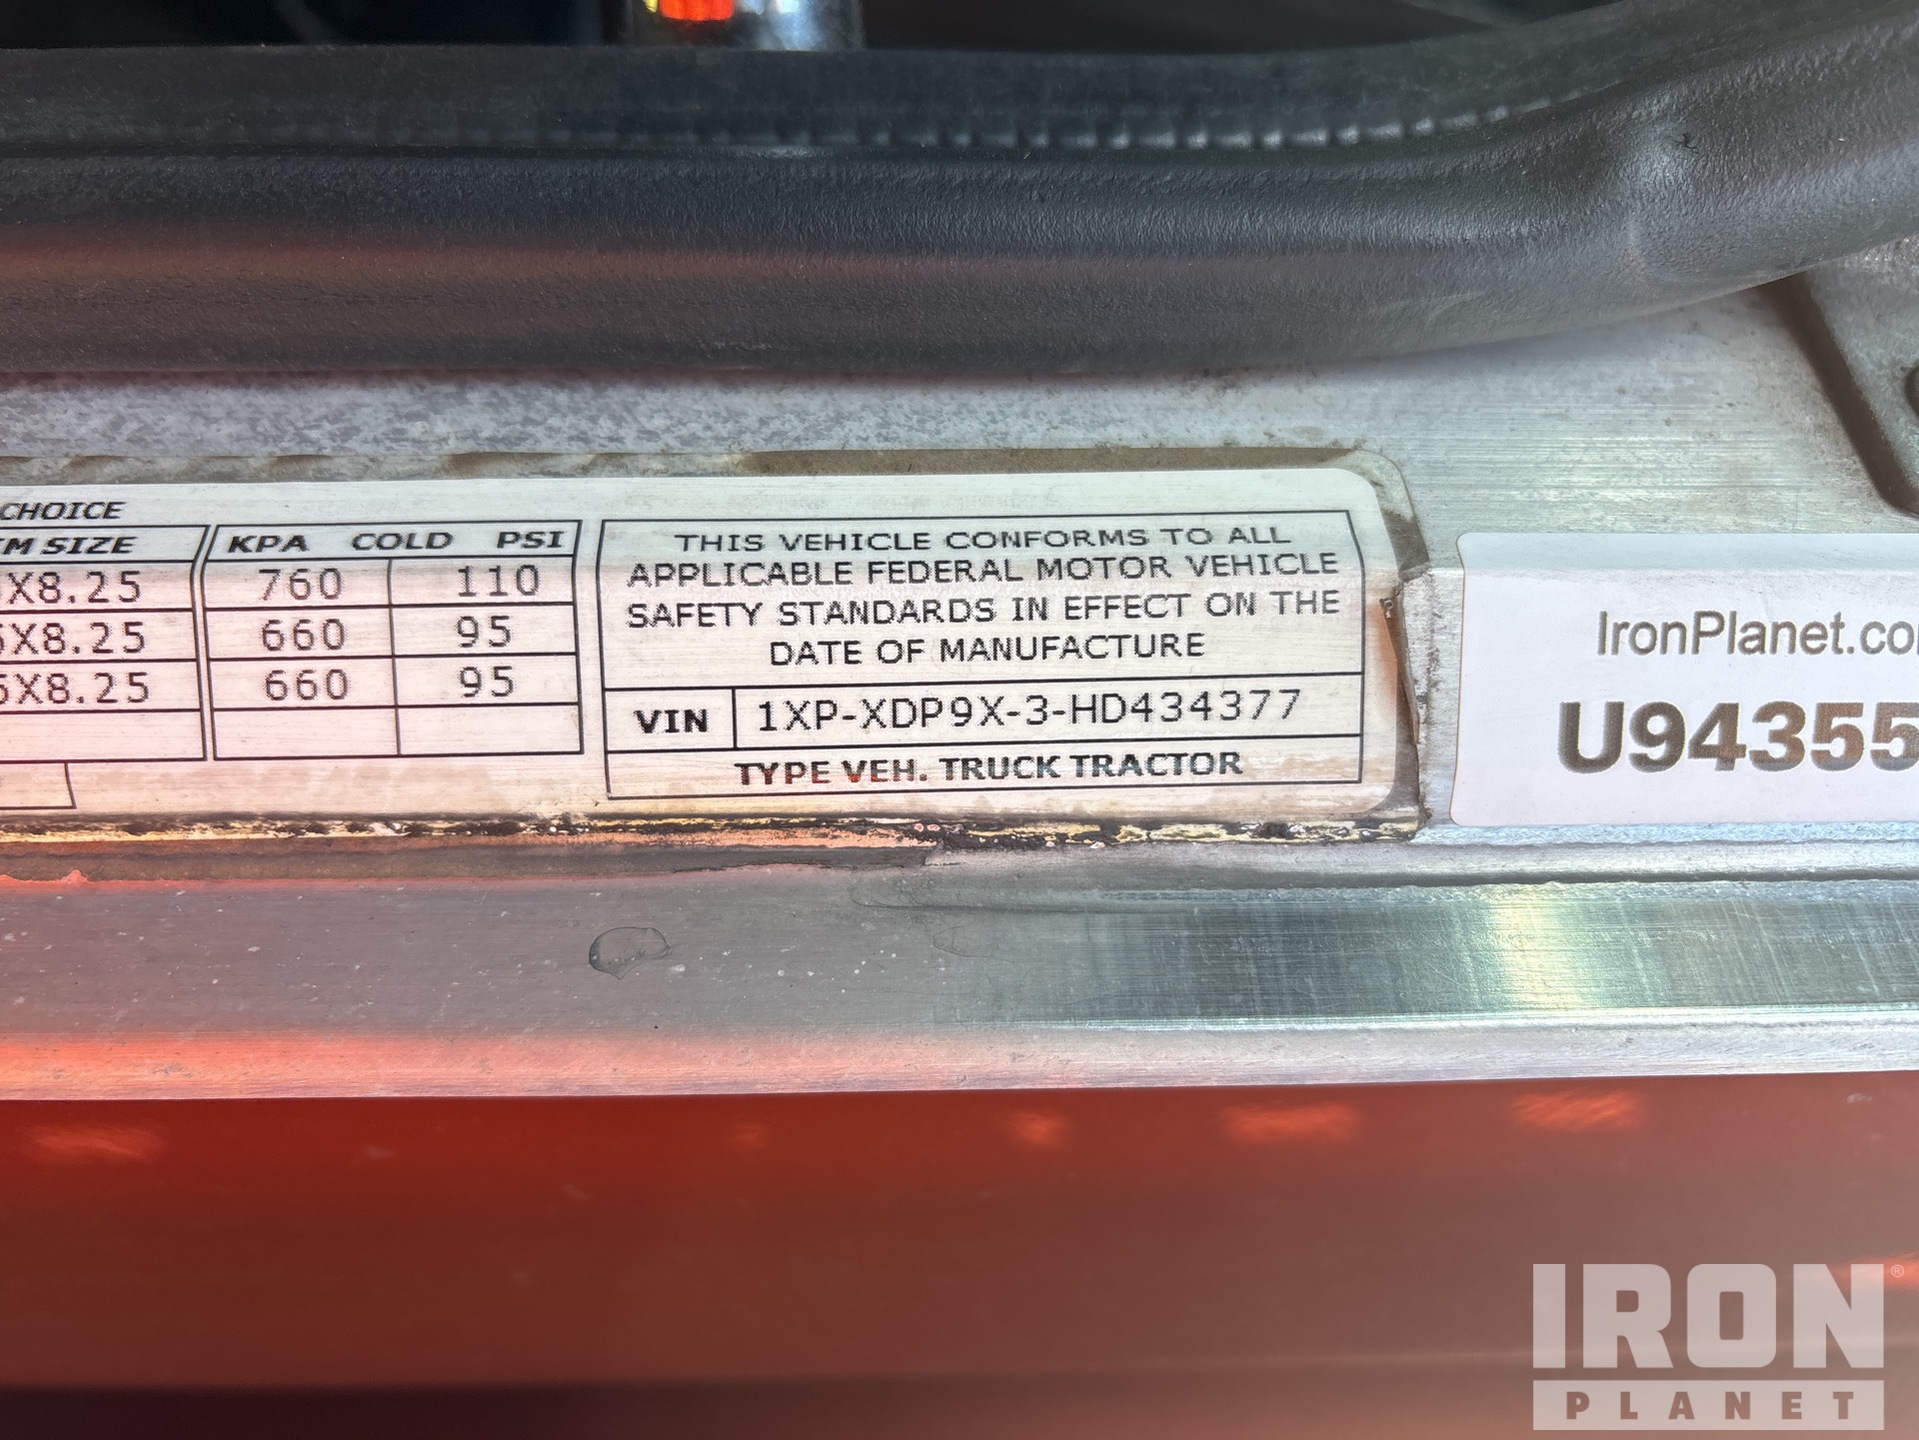 CHOICE
M SIZE
KPA COLD PSI
X8.25 760 110
X8.25 660 95
5X8.25 660 95
THIS VEHICLE CONFORMS TO ALL
APPLICABLE FEDERAL MOTOR VEHICLE
SAFETY STANDARDS IN EFFECT ON THE
DATE OF MANUFACTURE
VIN 1XP-XDP9X-3-HD434377
TYPE VEH. TRUCK TRACTOR
IronPlanet.co
U94355
IRON®
PLANET